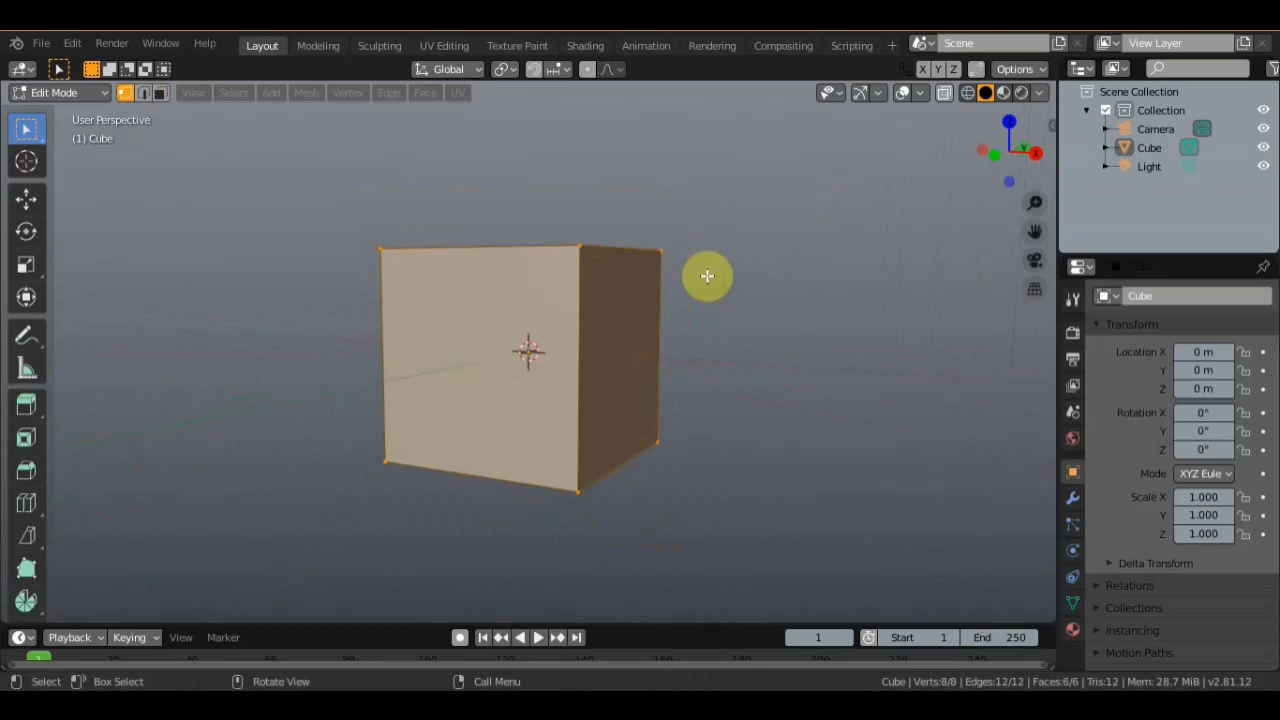 File Edit Render Window Help Layout Modeling Sculpting UV Editing Texture Paint Shading Animation Rendering Compositing Scripting + Scene View Layer
Global X Y Z Options
Edit Mode View Select Add Mesh Vertex Edge Face UV
User Perspective
(1) Cube
Z
Y
X
Scene Collection
Collection
Camera
Cube
Light
Cube
Transform
Location X 0 m
Y 0 m
Z 0 m
Rotation X 0°
Y 0°
Z 0°
Mode XYZ Eule
Scale X 1.000
Y 1.000
Z 1.000
Delta Transform
Relations
Collections
Instancing
Motion Paths
Playback Keying View Marker 1 Start 1 End 250
1
Select Box Select Rotate View Call Menu Cube | Verts:8/8 | Edges:12/12 | Faces:6/6 | Tris:12 | Mem: 28.7 MiB | v2.81.12